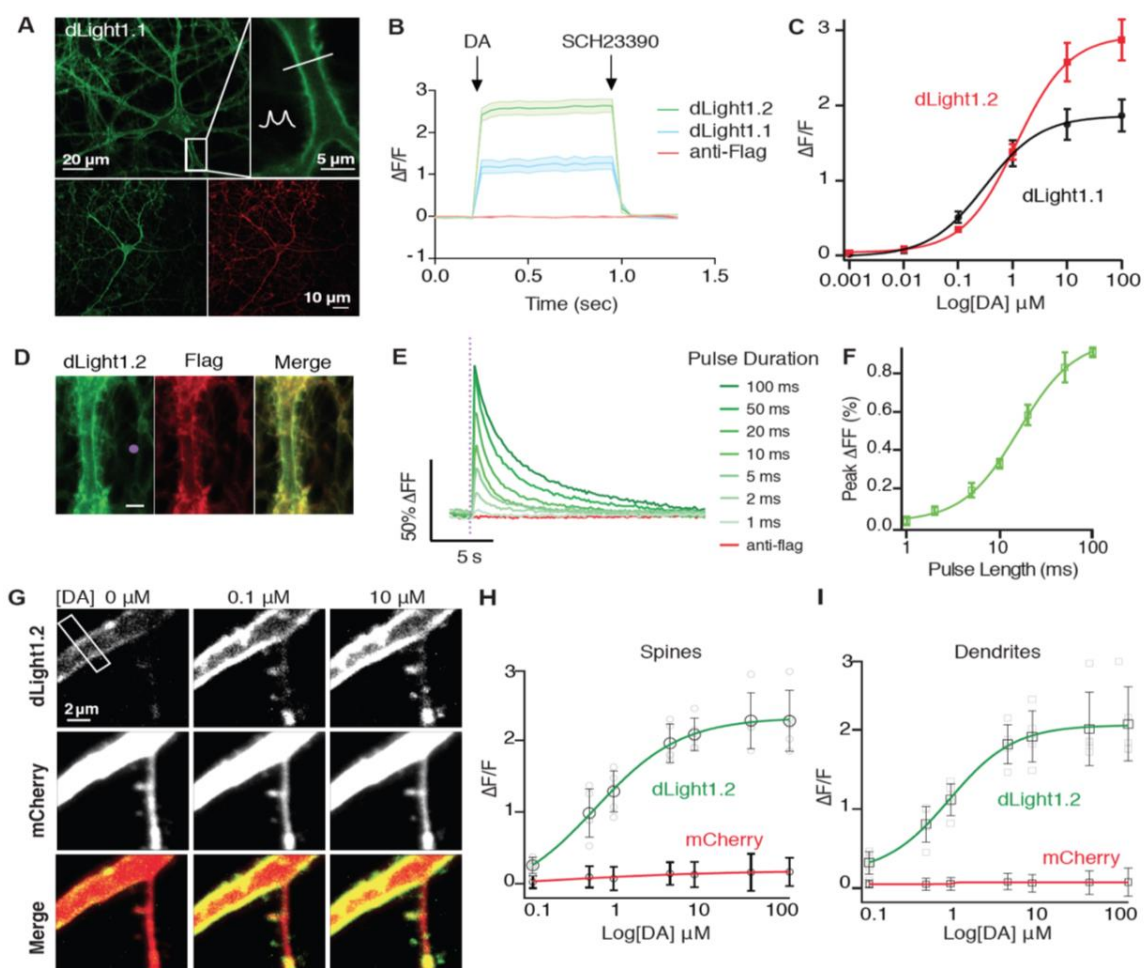 A
dLight1.1
20 µm
5 µm
10 µm
B
DA
SCH23390
3
2
1
0
-1
ΔF/F
dLight1.2
dLight1.1
anti-Flag
0.0
0.5
1.0
1.5
Time (sec)
C
3
2
1
0
ΔF/F
dLight1.2
dLight1.1
0.001
0.01
0.1
1
10
100
Log[DA] µM
D
dLight1.2
Flag
Merge
E
50% ΔFF
5 s
Pulse Duration
100 ms
50 ms
20 ms
10 ms
5 ms
2 ms
1 ms
anti-flag
F
Peak ΔFF (%)
0.8
0.6
0.4
0.2
0.0
1
10
100
Pulse Length (ms)
G
[DA] 0 µM
0.1 µM
10 µM
dLight1.2
2 µm
mCherry
Merge
H
Spines
3
2
1
0
ΔF/F
dLight1.2
mCherry
0.1
1
10
100
Log[DA] µM
I
Dendrites
3
2
1
0
ΔF/F
dLight1.2
mCherry
0.1
1
10
100
Log[DA] µM